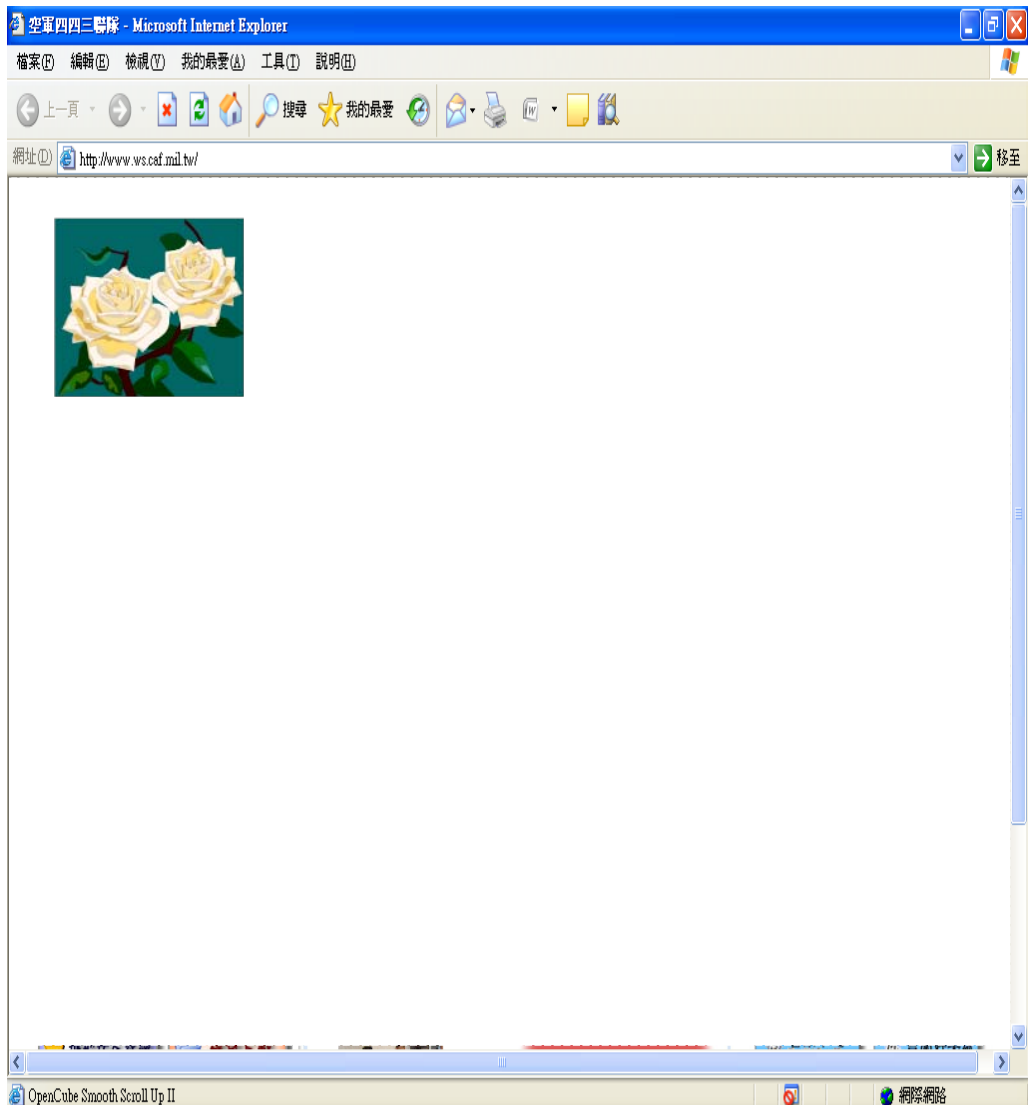 空軍四四三聯隊 - Microsoft Internet Explorer
檔案(F) 編輯(E) 檢視(V) 我的最愛(A) 工具(T) 說明(H)
上一頁 搜尋 我的最愛
網址(D) http://www.ws.caf.mil.tw/ 移至
OpenCube Smooth Scroll Up II 網際網路